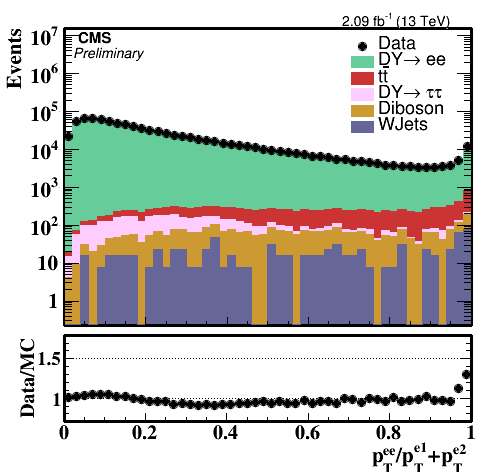 2.09 fb⁻¹ (13 TeV)
CMS
Preliminary
Events
10⁷
10⁶
10⁵
10⁴
10³
10²
10
1
Data
DY→ ee
tt̄
DY→ ττ
Diboson
WJets
Data/MC
1.5
1
0 0.2 0.4 0.6 0.8 1
p_T^ee/p_T^e1+p_T^e2